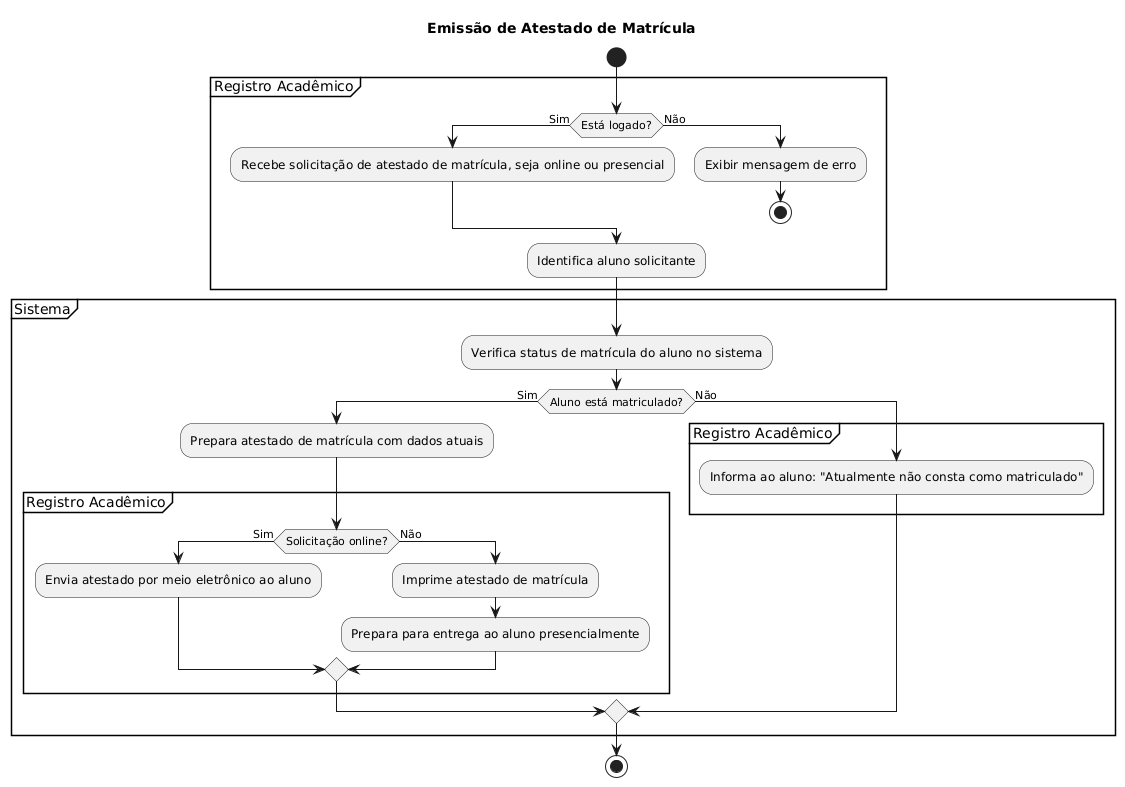 Emissão de Atestado de Matrícula
Registro Acadêmico
Está logado?
Sim
Não
Recebe solicitação de atestado de matrícula, seja online ou presencial
Exibir mensagem de erro
Identifica aluno solicitante
Sistema
Verifica status de matrícula do aluno no sistema
Aluno está matriculado?
Sim
Não
Prepara atestado de matrícula com dados atuais
Registro Acadêmico
Informa ao aluno: "Atualmente não consta como matriculado"
Registro Acadêmico
Solicitação online?
Sim
Não
Envia atestado por meio eletrônico ao aluno
Imprime atestado de matrícula
Prepara para entrega ao aluno presencialmente